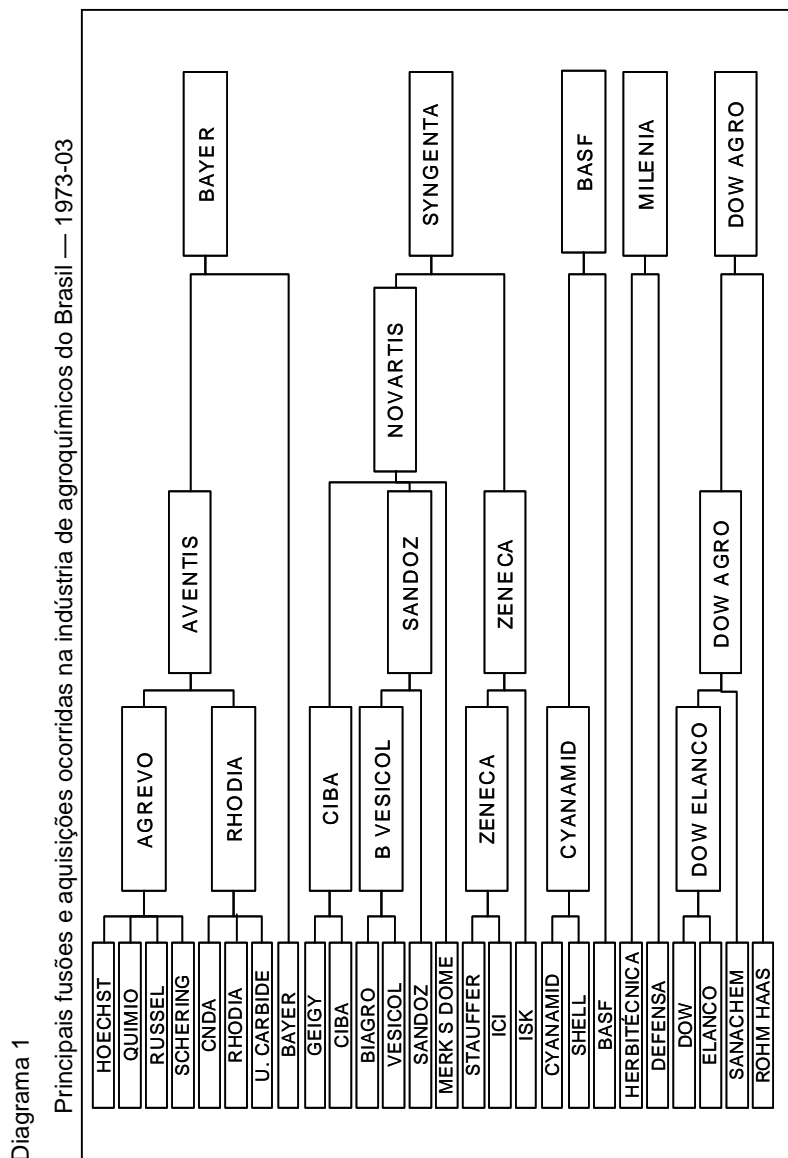 Diagrama 1
Principais fusões e aquisições ocorridas na indústria de agroquímicos do Brasil — 1973-03
HOECHST
QUIMIO
RUSSEL
SCHERING
CNDA
RHODIA
U. CARBIDE
BAYER
GEIGY
CIBA
BIAGRO
VESICOL
SANDOZ
MERK S DOME
STAUFFER
ICI
ISK
CYANAMID
SHELL
BASF
HERBITÉCNICA
DEFENSA
DOW
ELANCO
SANACHEM
ROHM HAAS
AGREVO
RHODIA
CIBA
B VESICOL
ZENECA
CYANAMID
DOW ELANCO
AVENTIS
SANDOZ
ZENECA
DOW AGRO
NOVARTIS
BAYER
SYNGENTA
BASF
MILENIA
DOW AGRO